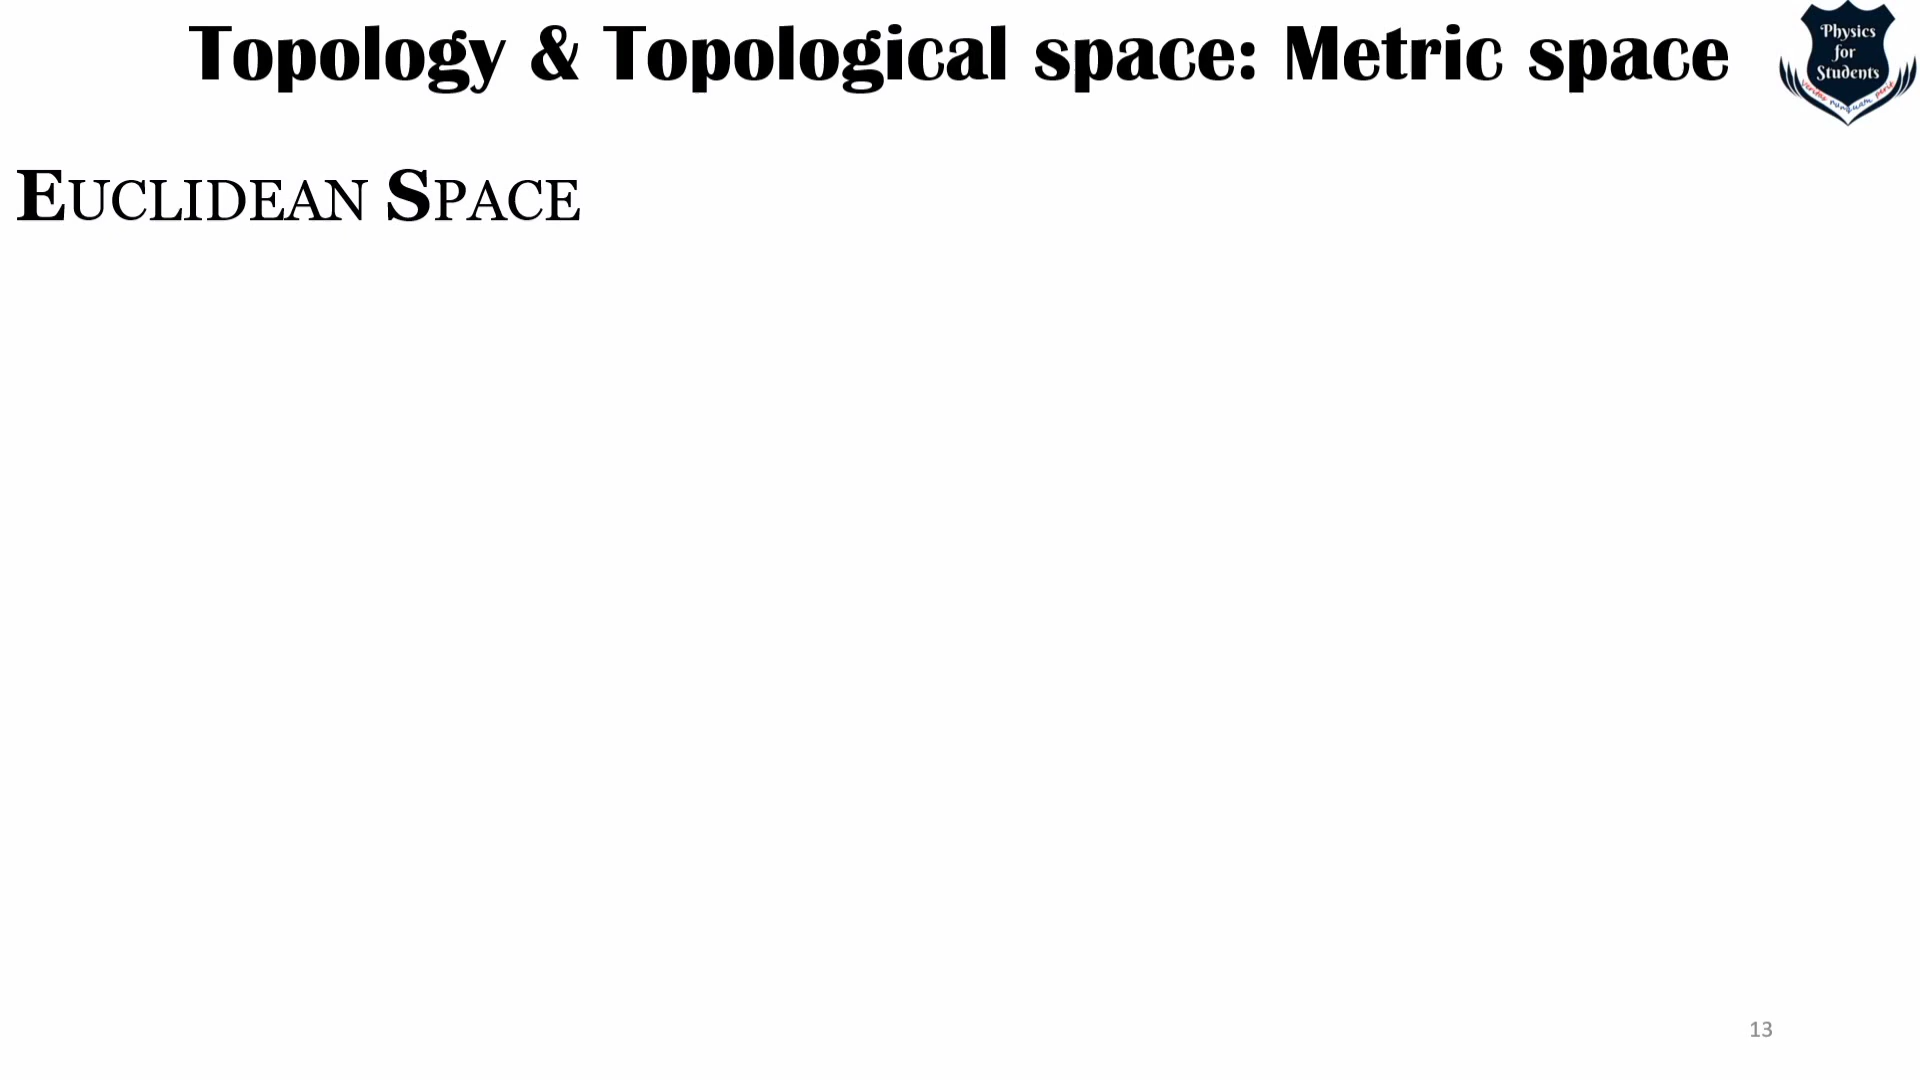 Topology & Topological space: Metric space
Physics
for
Students
EUCLIDEAN SPACE
13